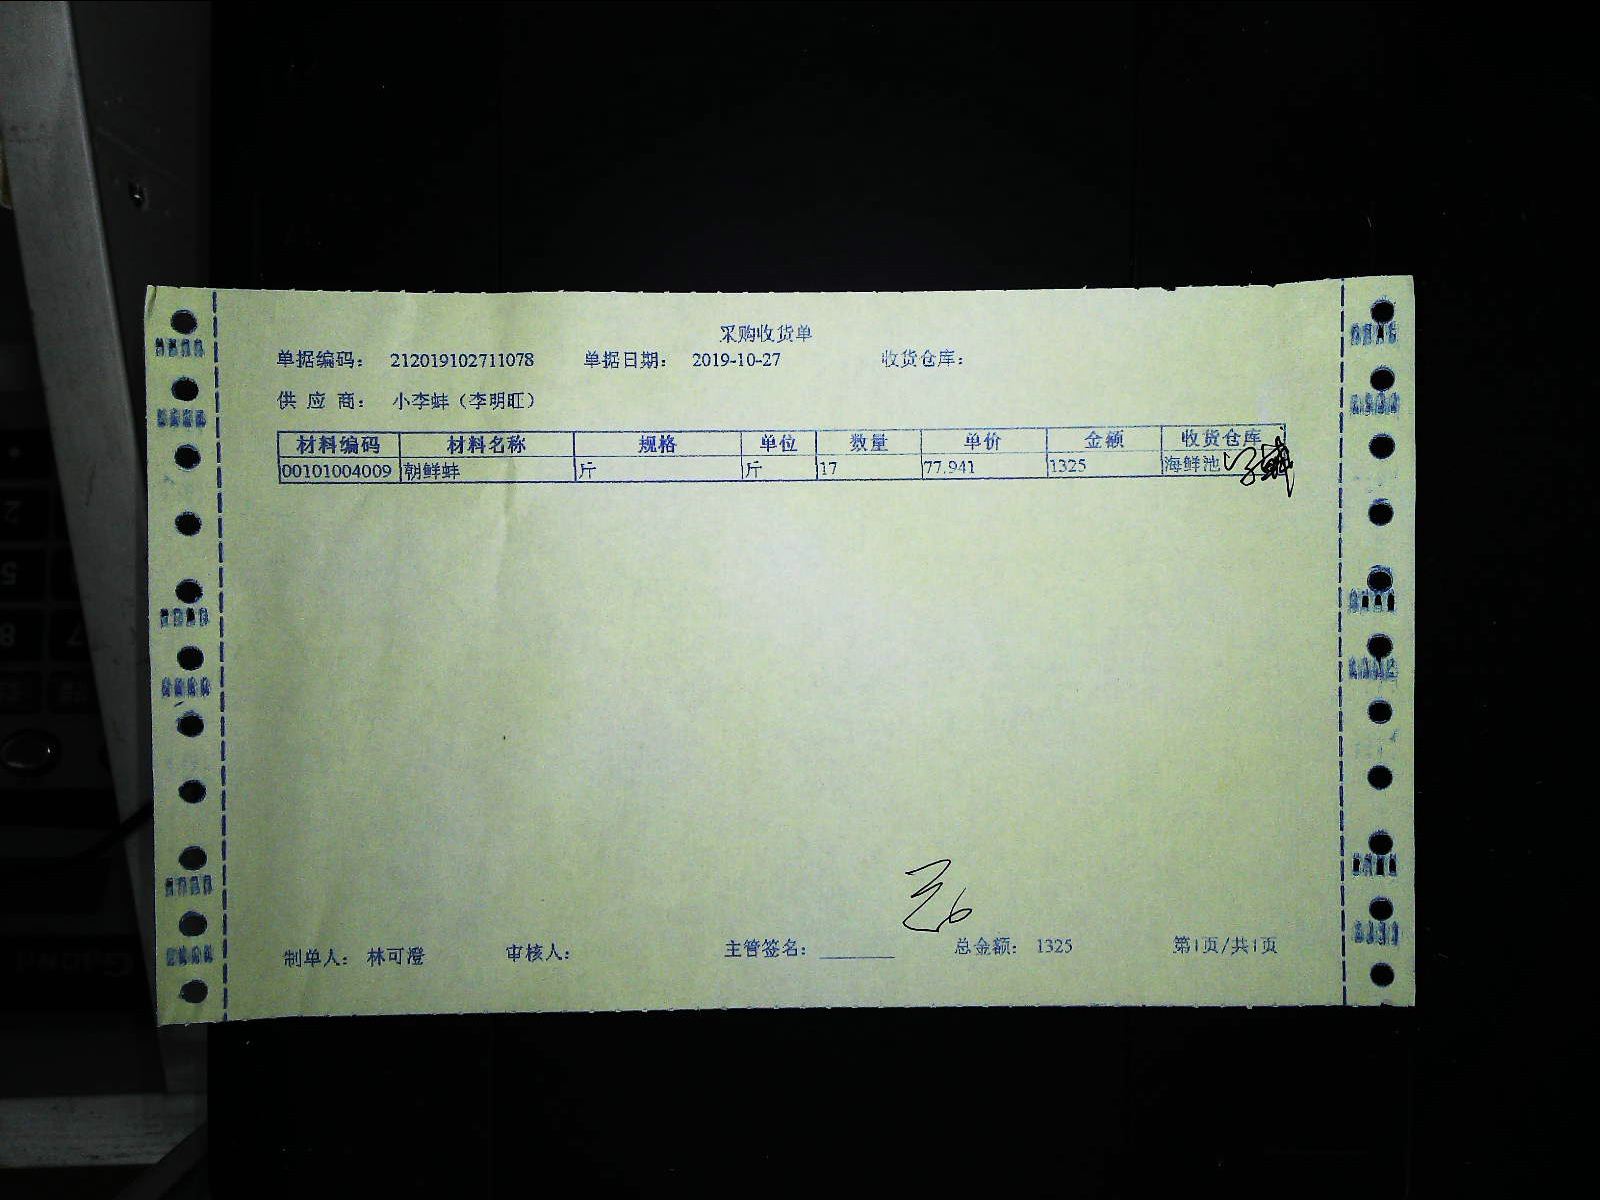 采购收货单
单据编码： 212019102711078 单据日期： 2019-10-27 收货仓库：
供 应 商： 小李蚌（李明旺）
材料编码 材料名称 规格 单位 数量 单价 金额 收货仓库
00101004009 朝鲜蚌 斤 斤 17 77.941 1325 海鲜池
制单人： 林可澄 审核人： 主管签名：________ 总金额： 1325 第1页/共1页